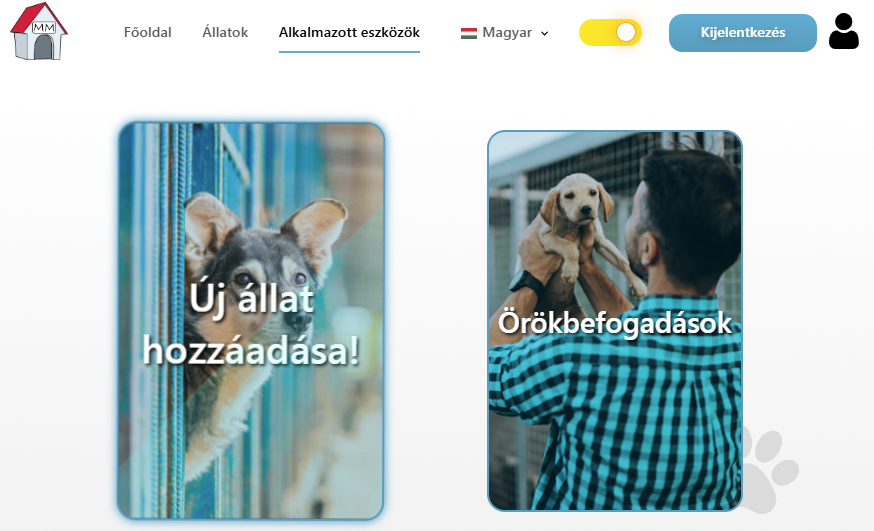 MM
Főoldal
Állatok
Alkalmazott eszközök
Magyar
Kijelentkezés
Új állat
hozzáadása!
Örökbefogadások